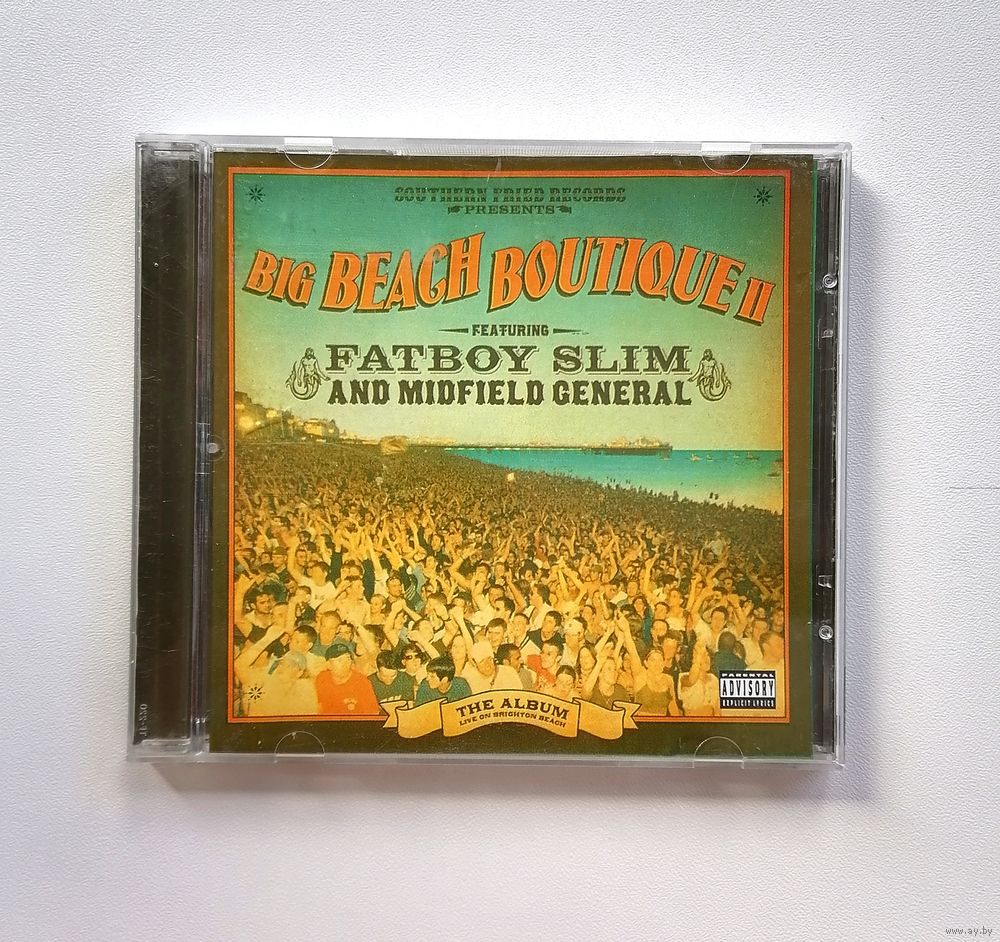 SOUTHERN FRIED RECORDS
PRESENTS
BIG BEACH BOUTIQUE II
FEATURING
FATBOY SLIM
AND MIDFIELD GENERAL
THE ALBUM
LIVE ON BRIGHTON BEACH
PARENTAL
ADVISORY
EXPLICIT LYRICS
www.ay.by